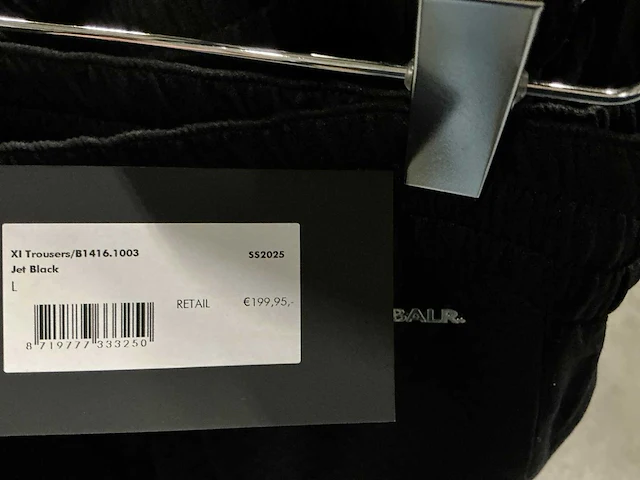 XI Trousers/B1416.1003 SS2025
Jet Black
L
RETAIL €199,95,-
8 719777 333250
BALR.